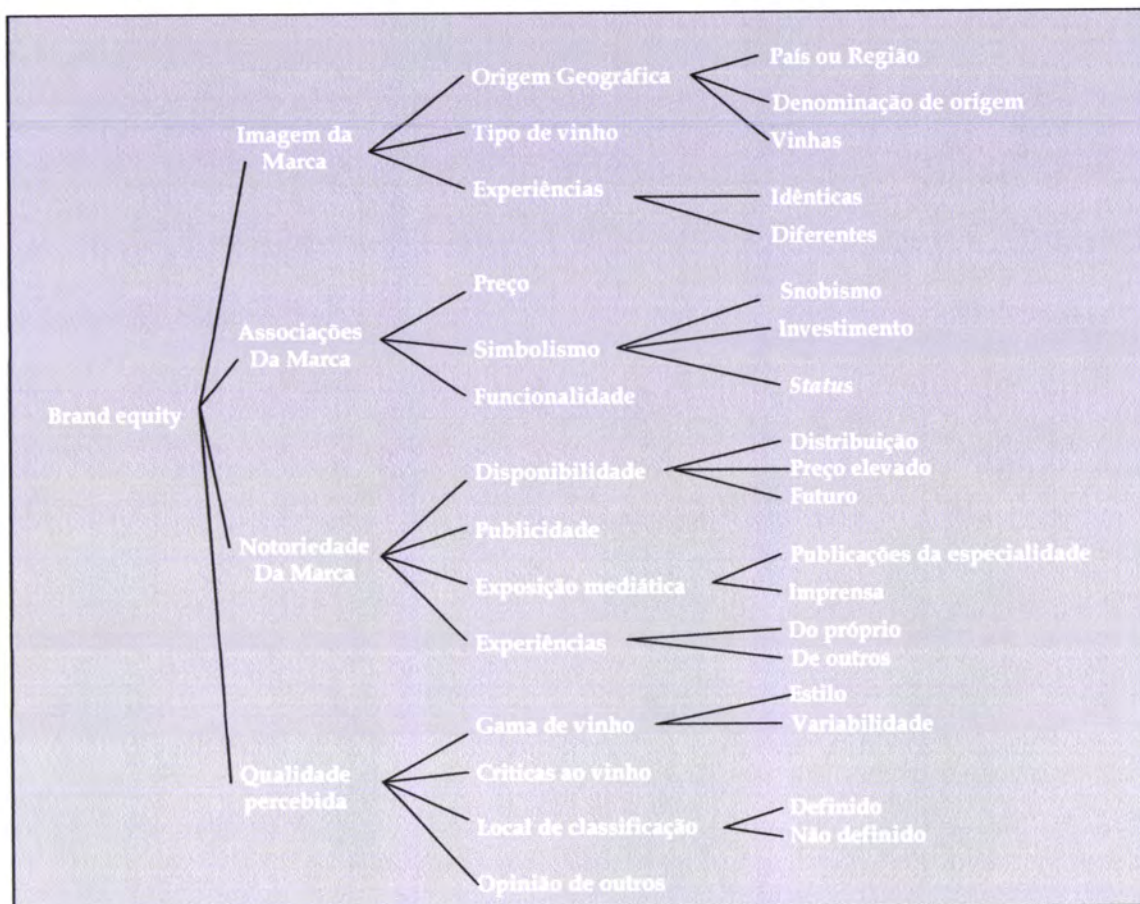 Brand equity
Imagem da
Marca
Origem Geográfica
País ou Região
Denominação de origem
Vinhas
Tipo de vinho
Experiências
Idênticas
Diferentes
Associações
Da Marca
Preço
Simbolismo
Snobismo
Investimento
Status
Funcionalidade
Notoriedade
Da Marca
Disponibilidade
Distribuição
Preço elevado
Futuro
Publicidade
Exposição mediática
Publicações da especialidade
Imprensa
Experiências
Do próprio
De outros
Qualidade
percebida
Gama de vinho
Estilo
Variabilidade
Criticas ao vinho
Local de classificação
Definido
Não definido
Opinião de outros